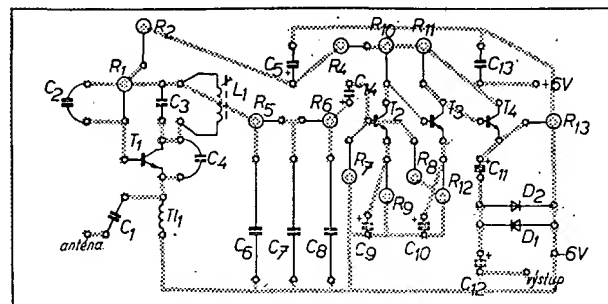 R2 R10 R11
R1 C5 + R4 C13
C2 C3 L1 C14 + +6V
R5 R6 T2 T3 T4 R13
T1 C4 R7 R8 C11 +
R12
R9 D2
C1 Tl1 + + D1
anténa C6 C7 C8 C9 C10 -6V
C12 + výstup